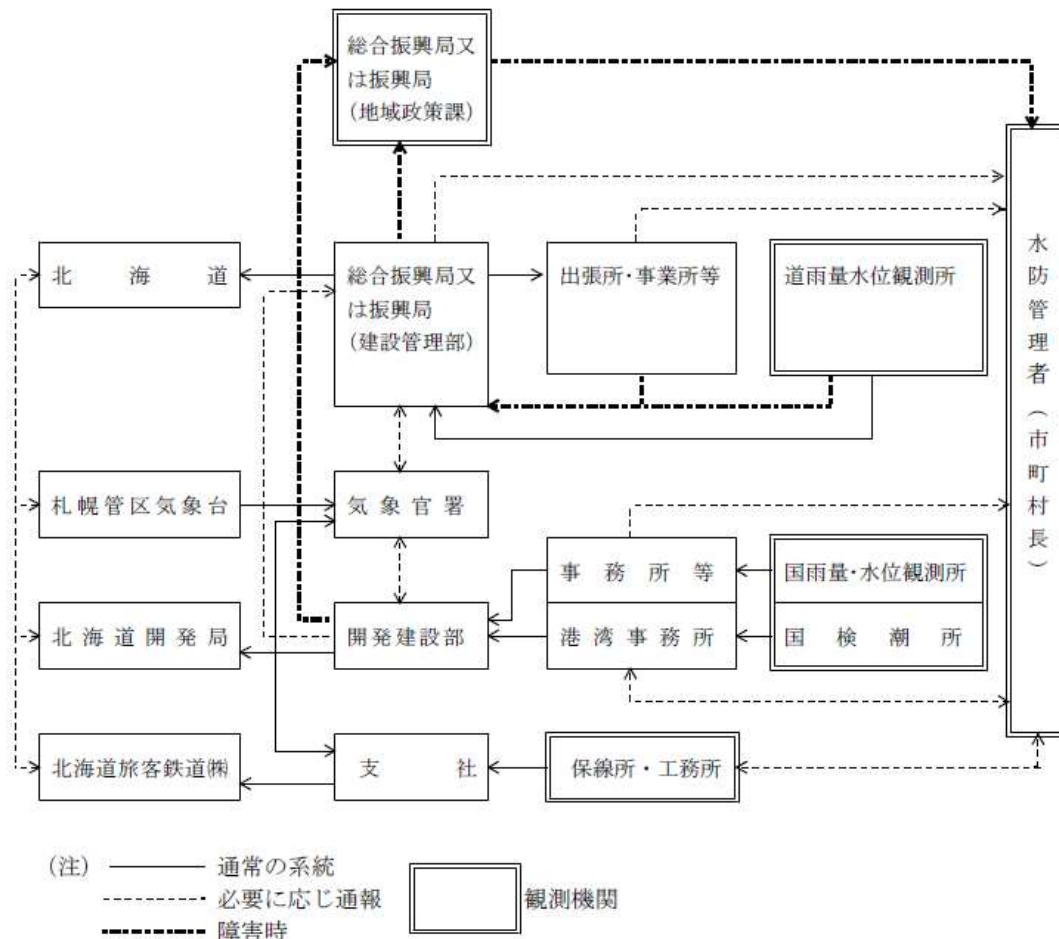 総合振興局又
は振興局
(地域政策課)
北海道
総合振興局又
は振興局
(建設管理部)
出張所・事業所等
道雨量水位観測所
水防管理者(市町村長)
札幌管区気象台
気象官署
事務所等
国雨量・水位観測所
北海道開発局
開発建設部
港湾事務所
国検潮所
北海道旅客鉄道㈱
支社
保線所・工務所
(注)
通常の系統
必要に応じ通報
障害時
観測機関